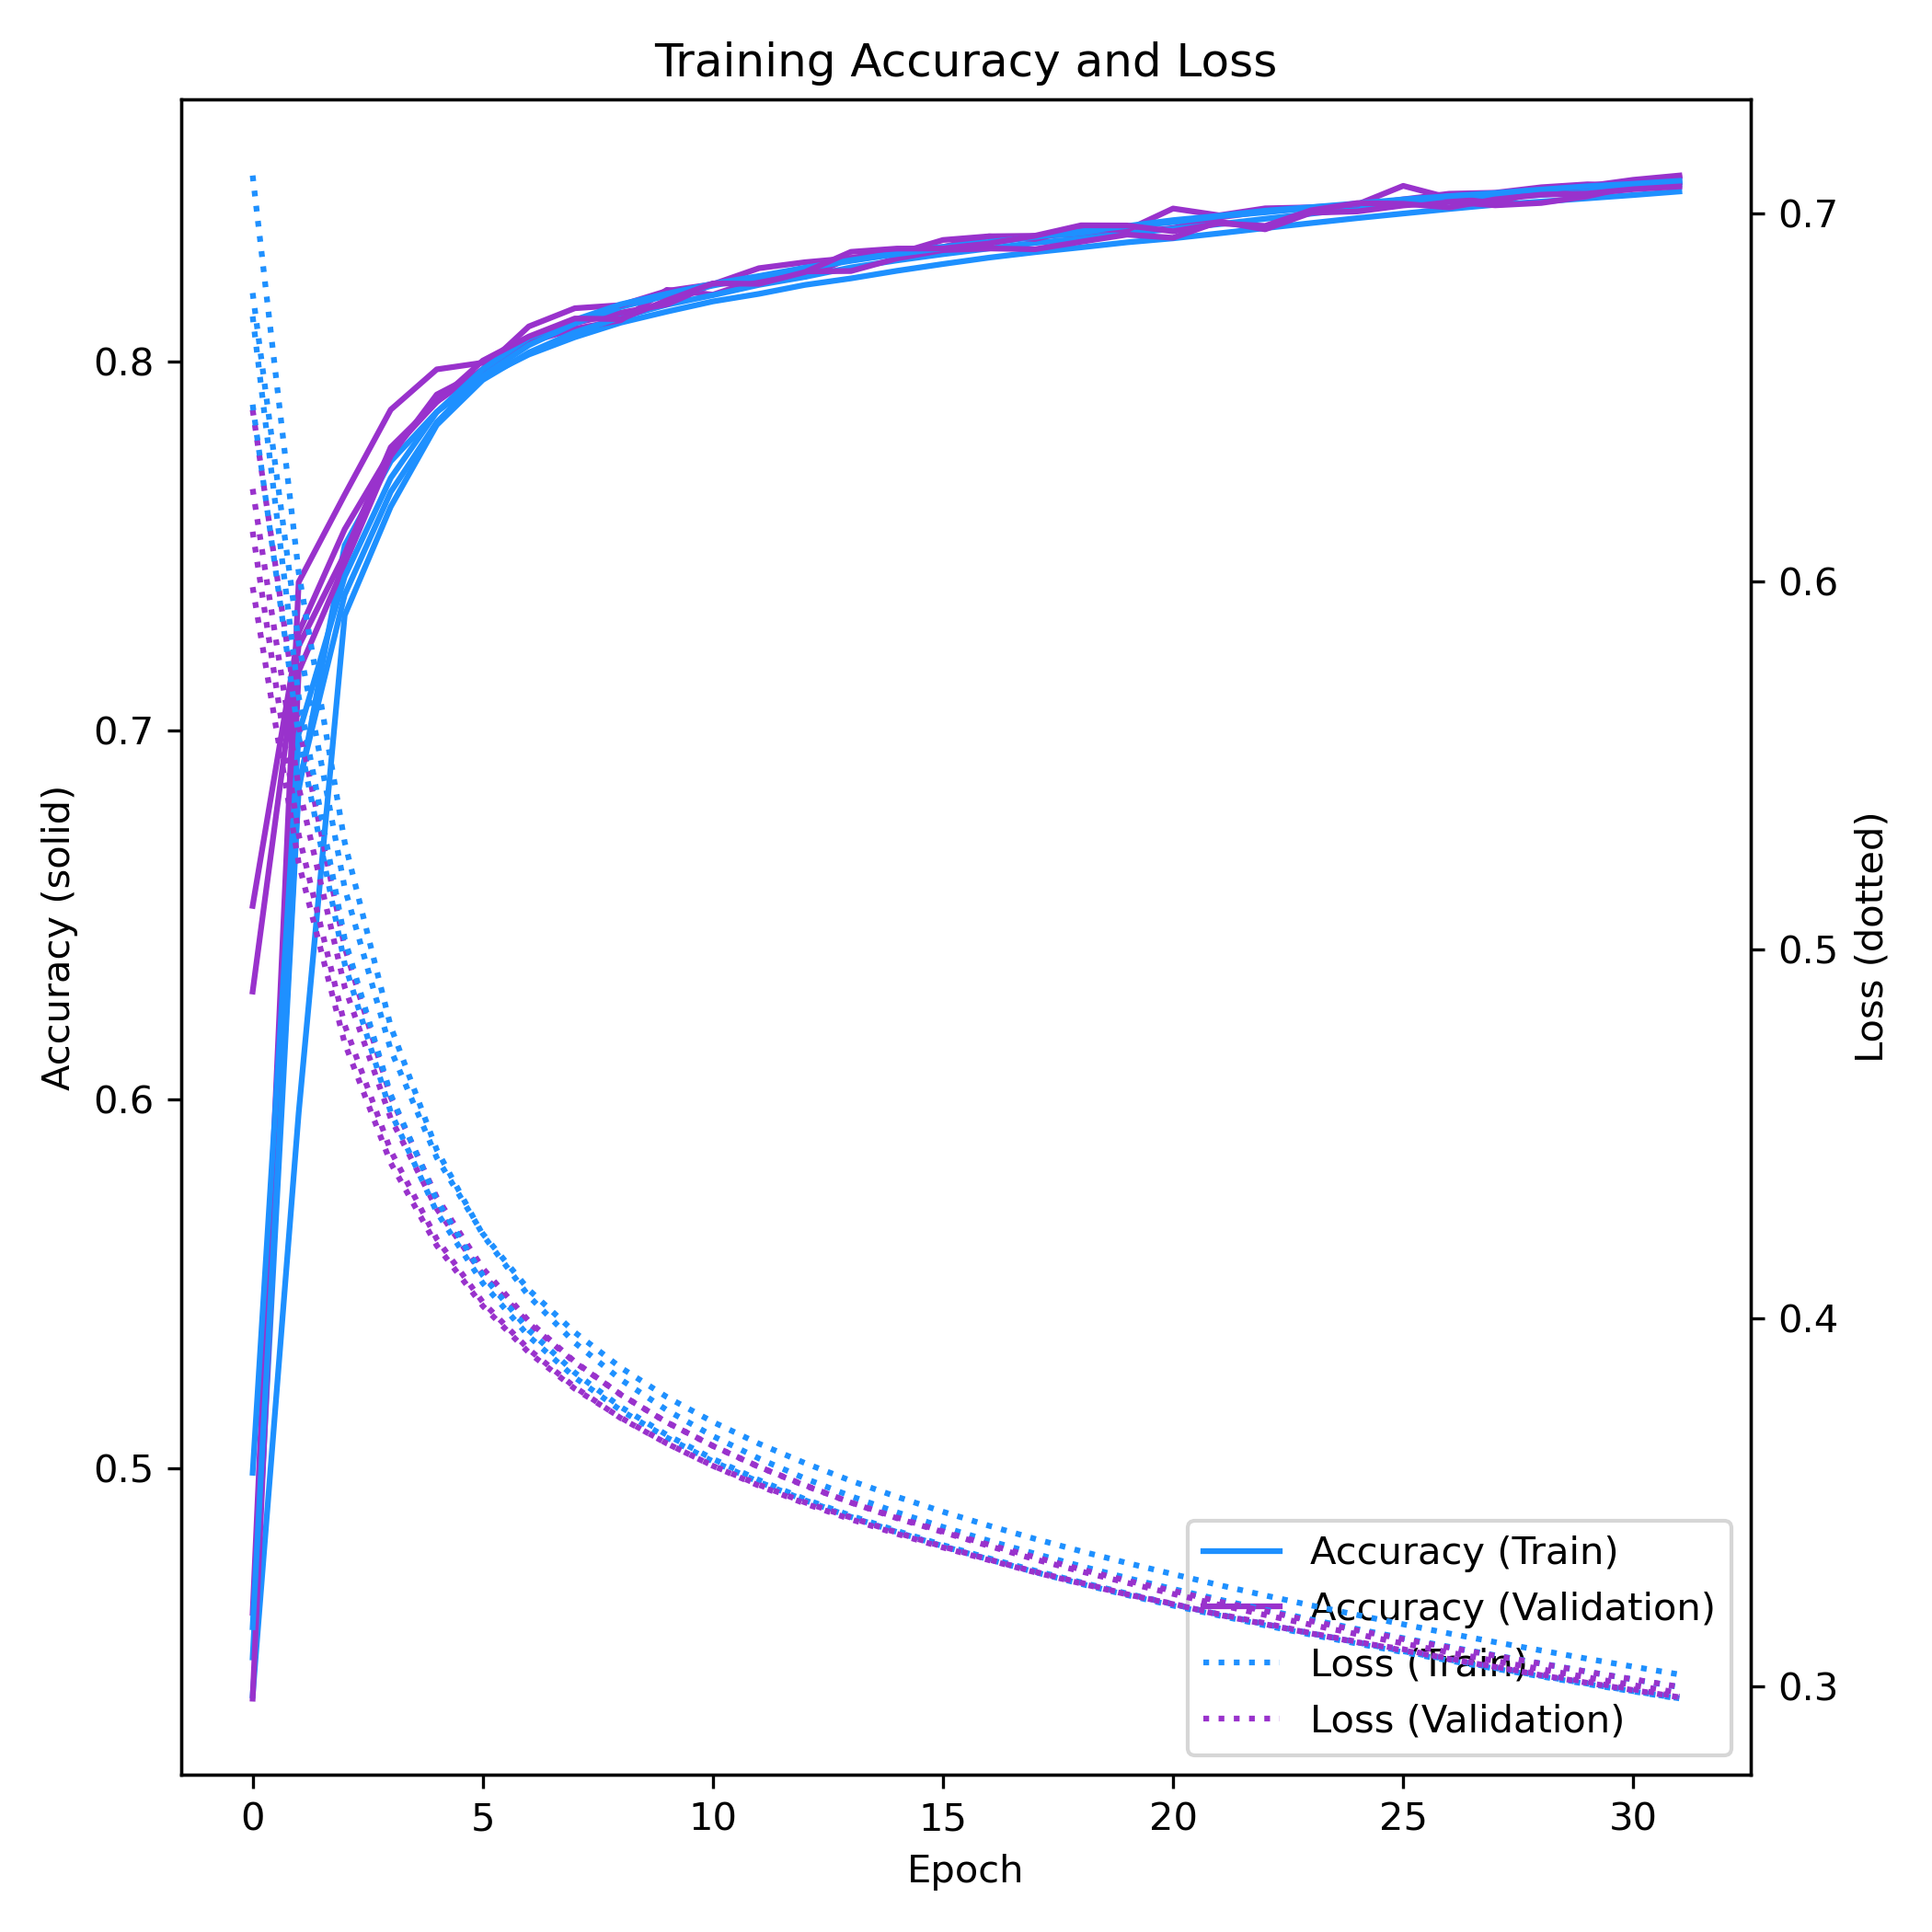 Training Accuracy and Loss
0.8
0.7
0.6
0.5
Accuracy (solid)
0.7
0.6
0.5
0.4
0.3
Loss (dotted)
Accuracy (Train)
Accuracy (Validation)
Loss (Train)
Loss (Validation)
0 5 10 15 20 25 30
Epoch